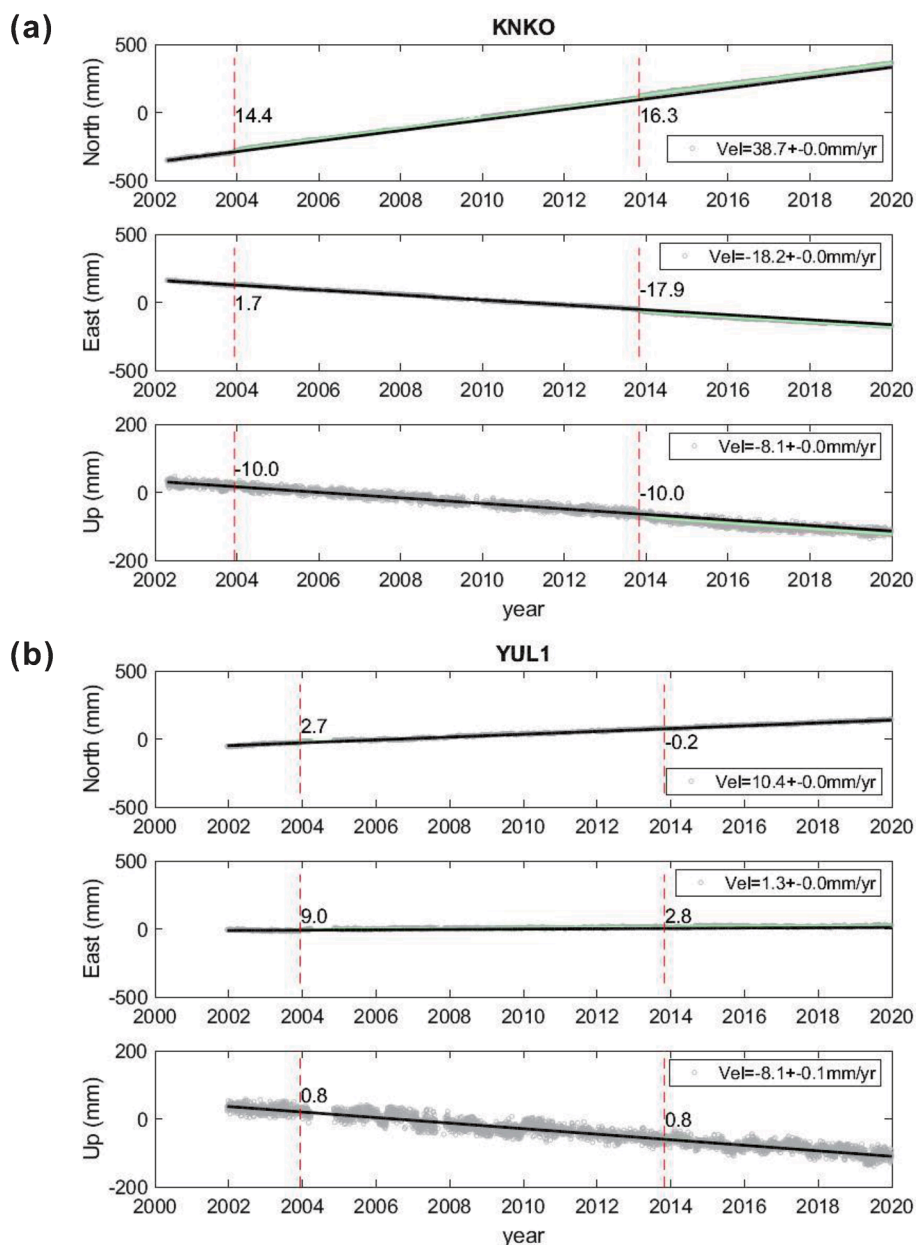 (a)
KNKO
500
0
-500
North (mm)
14.4
16.3
Vel=38.7+-0.0mm/yr
2002 2004 2006 2008 2010 2012 2014 2016 2018 2020
500
0
-500
East (mm)
1.7
-17.9
Vel=-18.2+-0.0mm/yr
2002 2004 2006 2008 2010 2012 2014 2016 2018 2020
200
0
-200
Up (mm)
-10.0
-10.0
Vel=-8.1+-0.0mm/yr
2002 2004 2006 2008 2010 2012 2014 2016 2018 2020
year
(b)
YUL1
500
0
-500
North (mm)
2.7
-0.2
Vel=10.4+-0.0mm/yr
2000 2002 2004 2006 2008 2010 2012 2014 2016 2018 2020
500
0
-500
East (mm)
9.0
2.8
Vel=1.3+-0.0mm/yr
2000 2002 2004 2006 2008 2010 2012 2014 2016 2018 2020
200
0
-200
Up (mm)
0.8
0.8
Vel=-8.1+-0.1mm/yr
2000 2002 2004 2006 2008 2010 2012 2014 2016 2018 2020
year